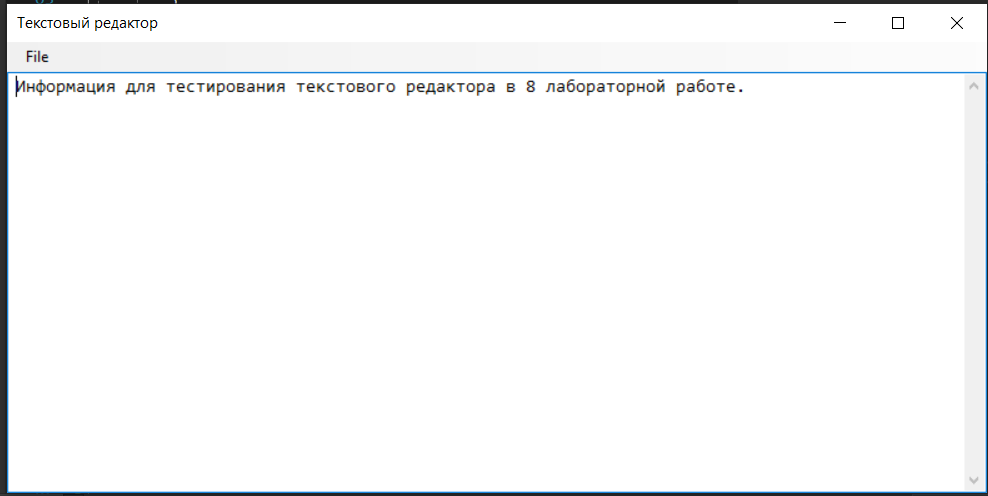 Текстовый редактор
File
Информация для тестирования текстового редактора в 8 лабораторной работе.